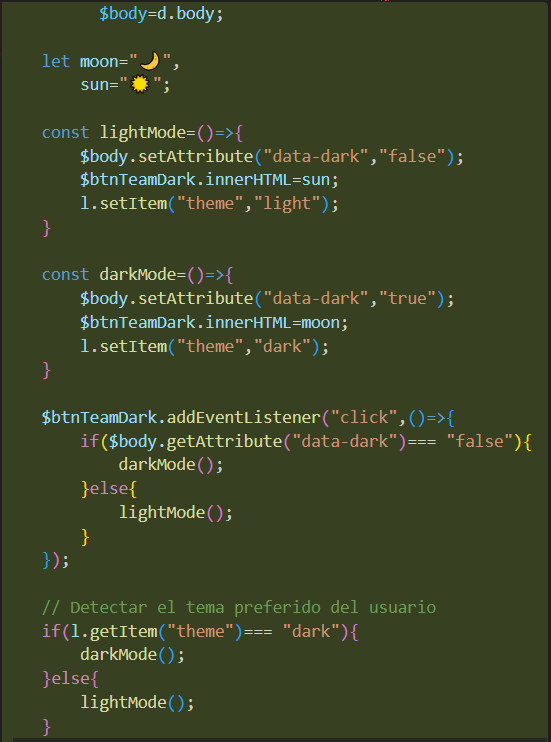 $body=d.body;
let moon="🌙",
sun="☀";
const lightMode=()=>{
$body.setAttribute("data-dark","false");
$btnTeamDark.innerHTML=sun;
l.setItem("theme","light");
}
const darkMode=()=>{
$body.setAttribute("data-dark","true");
$btnTeamDark.innerHTML=moon;
l.setItem("theme","dark");
}
$btnTeamDark.addEventListener("click",()=>{
if($body.getAttribute("data-dark")=== "false"){
darkMode();
}else{
lightMode();
}
});
// Detectar el tema preferido del usuario
if(l.getItem("theme")=== "dark"){
darkMode();
}else{
lightMode();
}